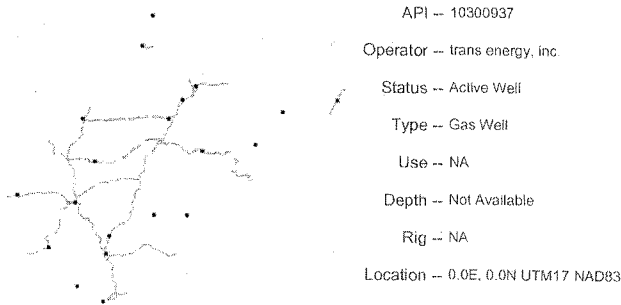 API -- 10300937
Operator -- trans energy, inc.
Status -- Active Well
Type -- Gas Well
Use -- NA
Depth -- Not Available
Rig -- NA
Location -- 0.0E, 0.0N UTM17 NAD83